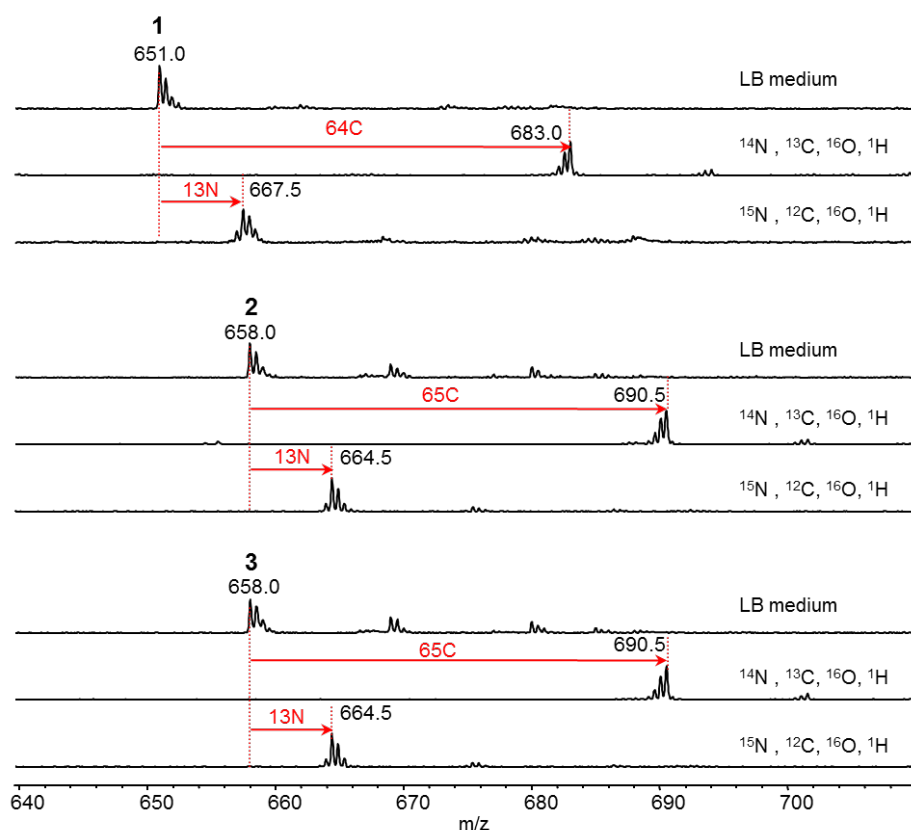 1
651.0
LB medium
64C
683.0
¹⁴N , ¹³C, ¹⁶O, ¹H
13N
667.5
¹⁵N, ¹²C, ¹⁶O, ¹H
2
658.0
LB medium
65C
690.5
¹⁴N, ¹³C, ¹⁶O, ¹H
13N
664.5
¹⁵N, ¹²C, ¹⁶O, ¹H
3
658.0
LB medium
65C
690.5
¹⁴N, ¹³C, ¹⁶O, ¹H
13N
664.5
¹⁵N, ¹²C, ¹⁶O, ¹H
640 650 660 670 680 690 700
m/z